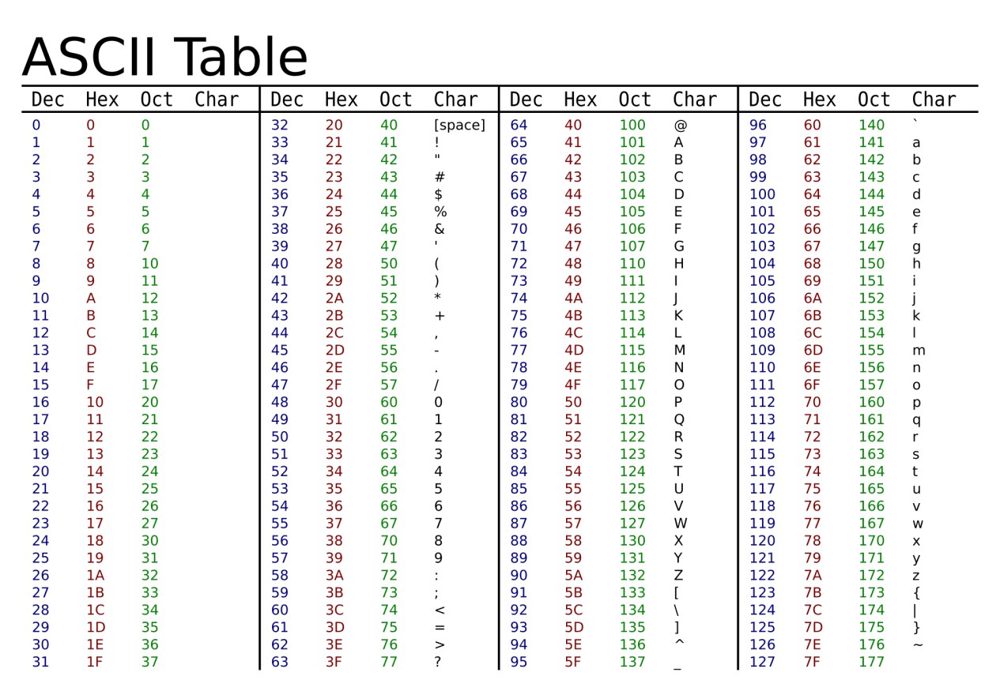 ASCII Table
Dec Hex Oct Char Dec Hex Oct Char Dec Hex Oct Char Dec Hex Oct Char
0 0 0 32 20 40 [space] 64 40 100 @ 96 60 140 `
1 1 1 33 21 41 ! 65 41 101 A 97 61 141 a
2 2 2 34 22 42 " 66 42 102 B 98 62 142 b
3 3 3 35 23 43 # 67 43 103 C 99 63 143 c
4 4 4 36 24 44 $ 68 44 104 D 100 64 144 d
5 5 5 37 25 45 % 69 45 105 E 101 65 145 e
6 6 6 38 26 46 & 70 46 106 F 102 66 146 f
7 7 7 39 27 47 ' 71 47 107 G 103 67 147 g
8 8 10 40 28 50 ( 72 48 110 H 104 68 150 h
9 9 11 41 29 51 ) 73 49 111 I 105 69 151 i
10 A 12 42 2A 52 * 74 4A 112 J 106 6A 152 j
11 B 13 43 2B 53 + 75 4B 113 K 107 6B 153 k
12 C 14 44 2C 54 , 76 4C 114 L 108 6C 154 l
13 D 15 45 2D 55 - 77 4D 115 M 109 6D 155 m
14 E 16 46 2E 56 . 78 4E 116 N 110 6E 156 n
15 F 17 47 2F 57 / 79 4F 117 O 111 6F 157 o
16 10 20 48 30 60 0 80 50 120 P 112 70 160 p
17 11 21 49 31 61 1 81 51 121 Q 113 71 161 q
18 12 22 50 32 62 2 82 52 122 R 114 72 162 r
19 13 23 51 33 63 3 83 53 123 S 115 73 163 s
20 14 24 52 34 64 4 84 54 124 T 116 74 164 t
21 15 25 53 35 65 5 85 55 125 U 117 75 165 u
22 16 26 54 36 66 6 86 56 126 V 118 76 166 v
23 17 27 55 37 67 7 87 57 127 W 119 77 167 w
24 18 30 56 38 70 8 88 58 130 X 120 78 170 x
25 19 31 57 39 71 9 89 59 131 Y 121 79 171 y
26 1A 32 58 3A 72 : 90 5A 132 Z 122 7A 172 z
27 1B 33 59 3B 73 ; 91 5B 133 [ 123 7B 173 {
28 1C 34 60 3C 74 < 92 5C 134 \ 124 7C 174 |
29 1D 35 61 3D 75 = 93 5D 135 ] 125 7D 175 }
30 1E 36 62 3E 76 > 94 5E 136 ^ 126 7E 176 ~
31 1F 37 63 3F 77 ? 95 5F 137 _ 127 7F 177